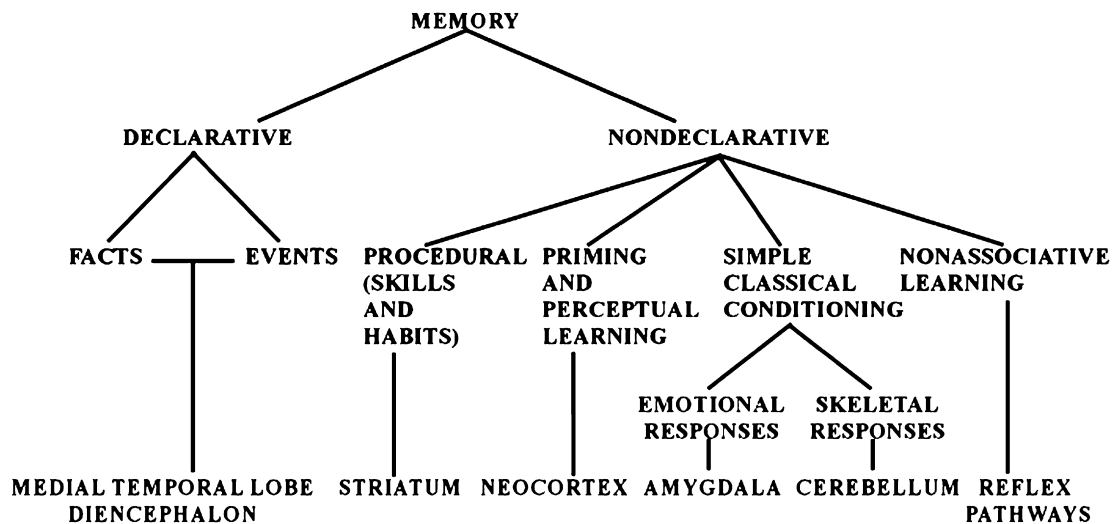 MEMORY
DECLARATIVE
NONDECLARATIVE
FACTS
EVENTS
PROCEDURAL
(SKILLS
AND
HABITS)
PRIMING
AND
PERCEPTUAL
LEARNING
SIMPLE
CLASSICAL
CONDITIONING
NONASSOCIATIVE
LEARNING
EMOTIONAL
RESPONSES
SKELETAL
RESPONSES
MEDIAL TEMPORAL LOBE
DIENCEPHALON
STRIATUM
NEOCORTEX
AMYGDALA
CEREBELLUM
REFLEX
PATHWAYS